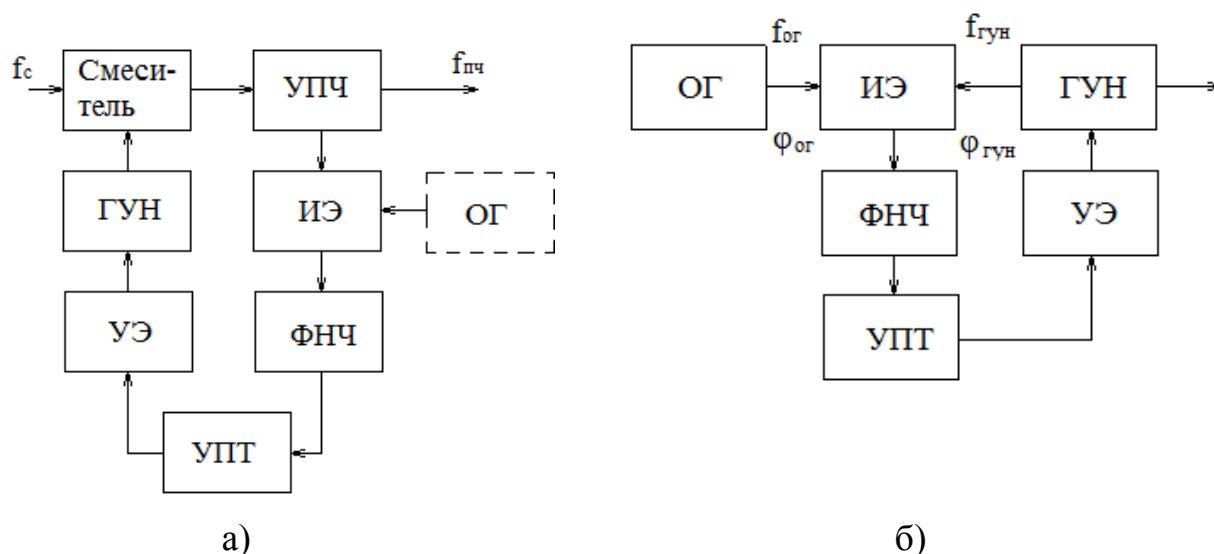 fс
Смеси-
тель
УПЧ
fпч
ГУН
ИЭ
ОГ
УЭ
ФНЧ
УПТ
а)
ОГ
fог
ИЭ
fгун
ГУН
φог
φгун
ФНЧ
УЭ
УПТ
б)